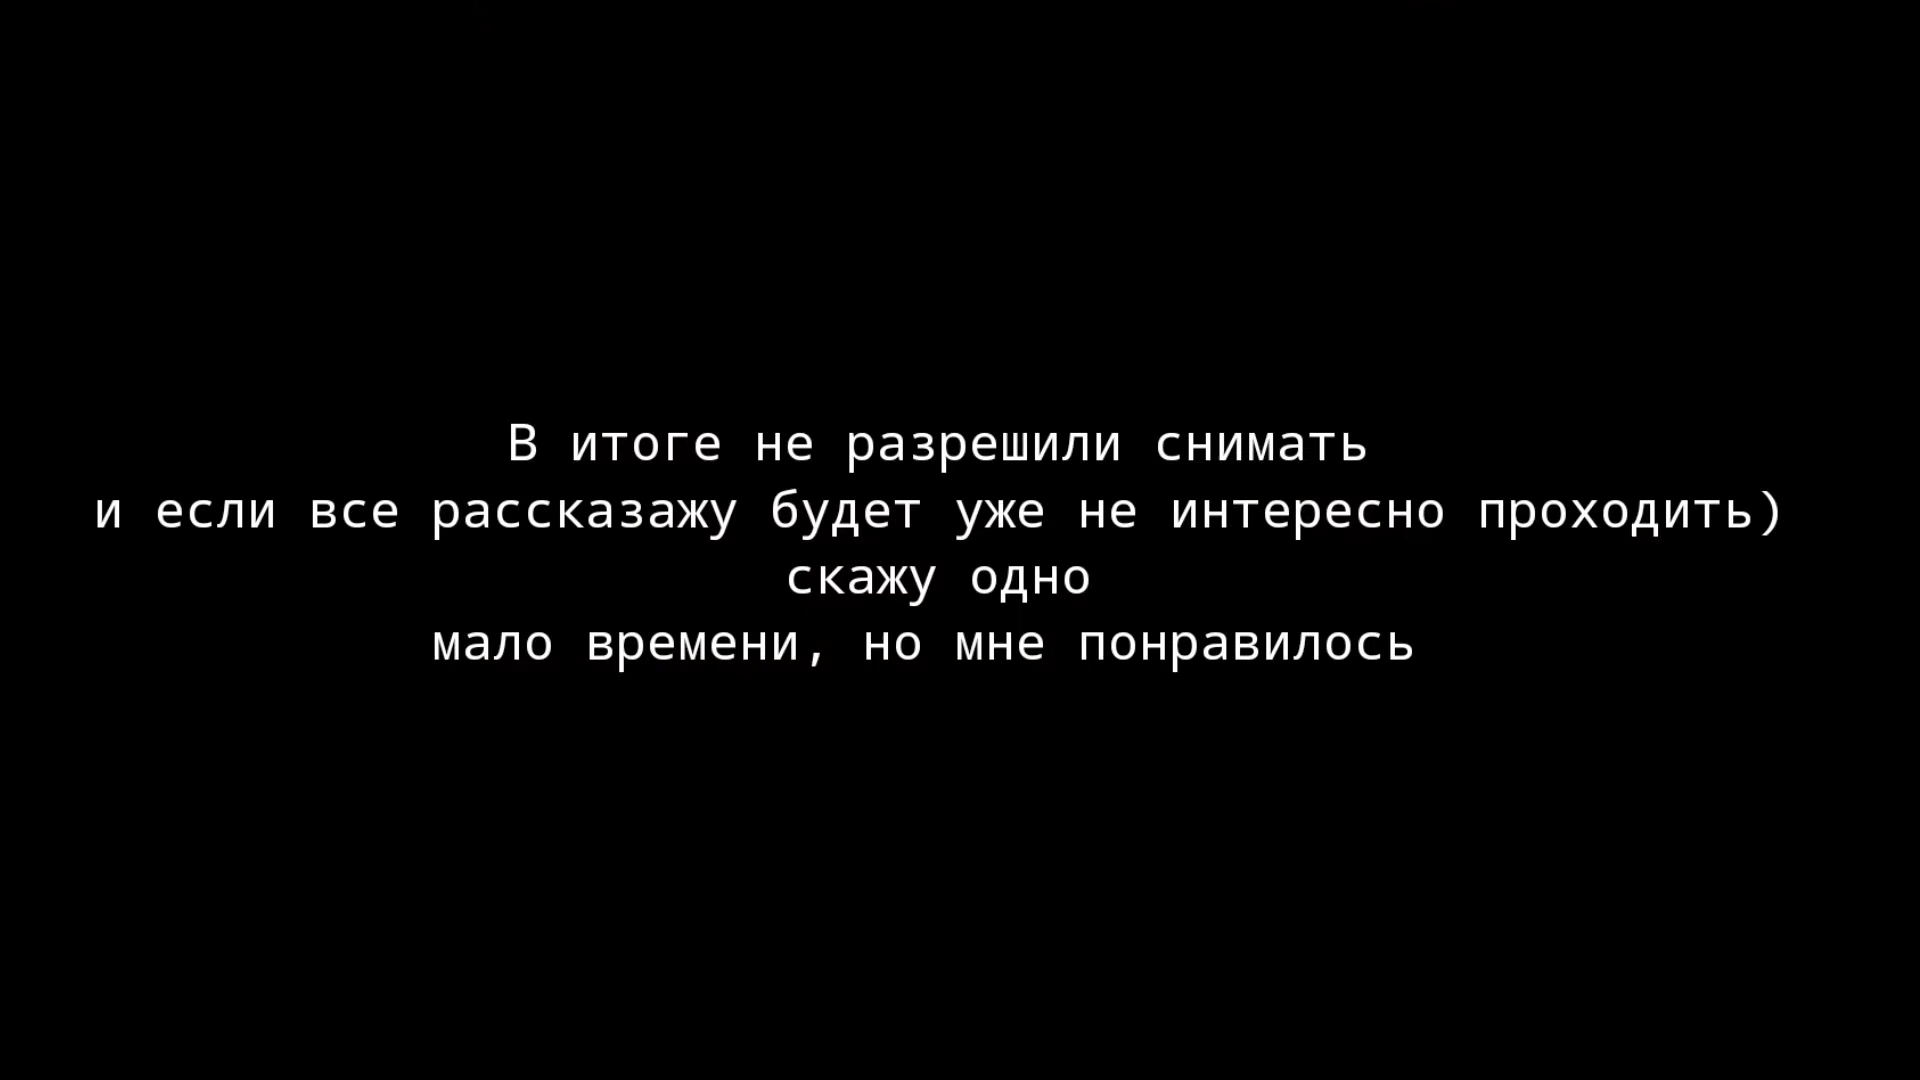 В итоге не разрешили снимать
и если все рассказажу будет уже не интересно проходить)
скажу одно
мало времени, но мне понравилось